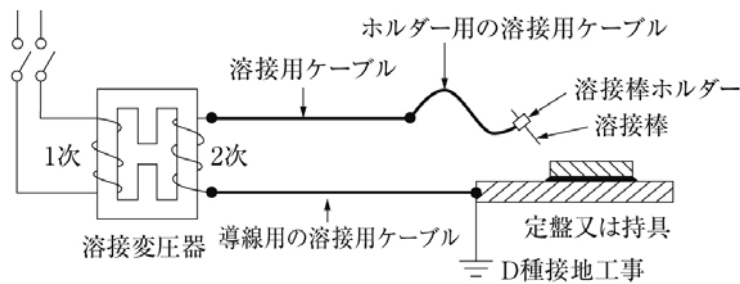 ホルダー用の溶接用ケーブル
溶接用ケーブル
溶接棒ホルダー
溶接棒
1次
2次
定盤又は持具
溶接変圧器
導線用の溶接用ケーブル
D種接地工事